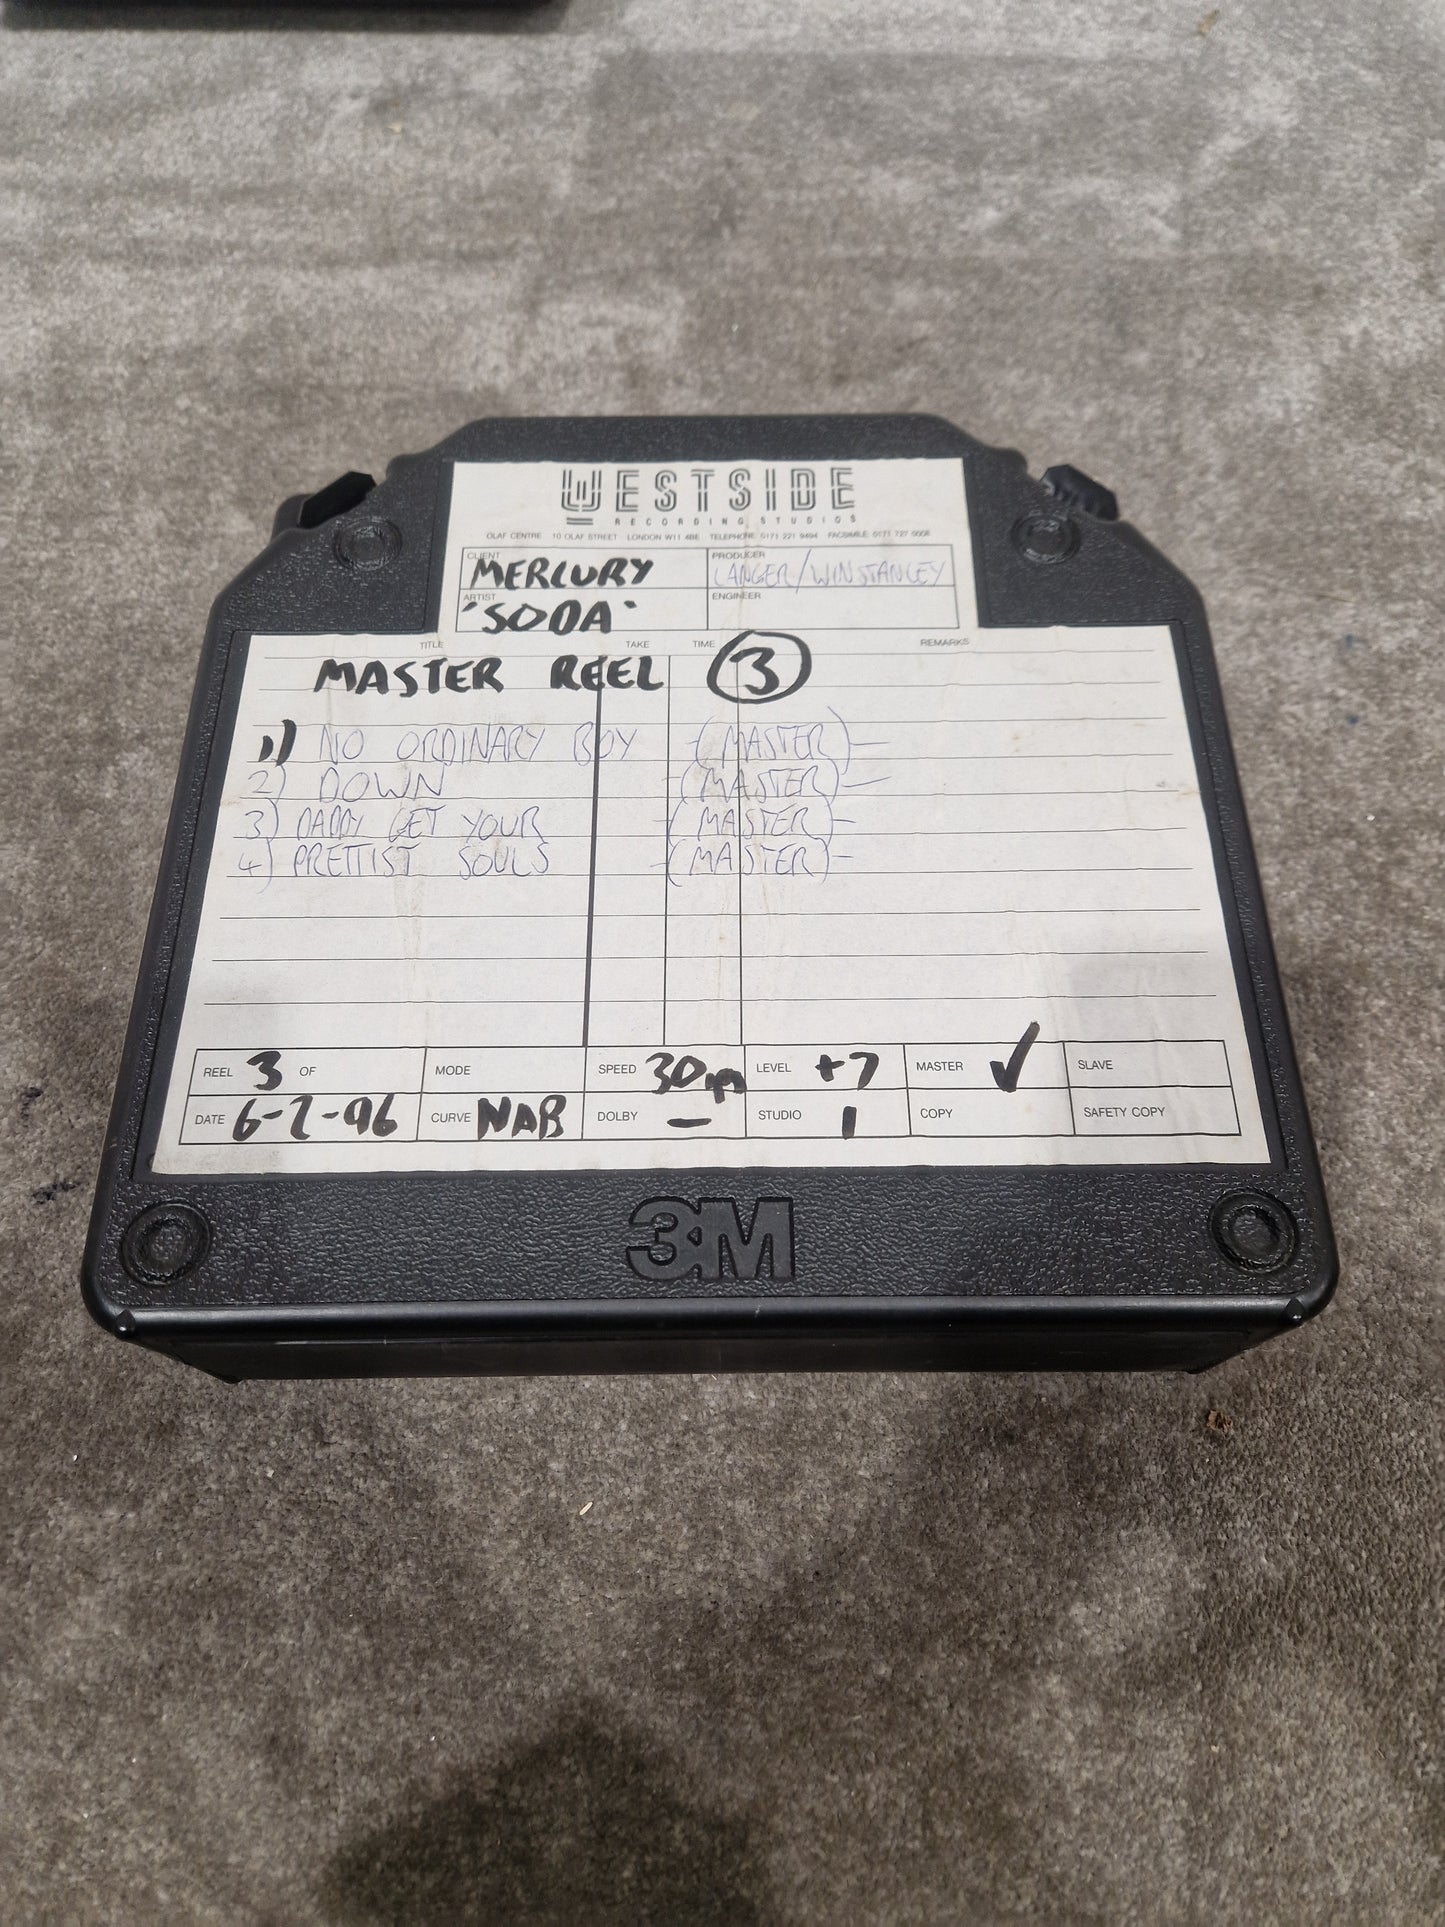 WESTSIDE
RECORDING STUDIOS
OLAF CENTRE 10 OLAF STREET LONDON W11 4BE TELEPHONE 0171 221 9494 FACSIMILE 0171 727 0008
CLIENT MERCURY PRODUCER LANGER/WINSTANLEY
ARTIST 'SODA' ENGINEER
TITLE TAKE TIME REMARKS
MASTER REEL 3
1) NO ORDINARY BOY -(MASTER)-
2) DOWN -(MASTER)-
3) DADDY GET YOUR -(MASTER)-
4) PRETTIST SOULS -(MASTER)-
REEL 3 OF MODE SPEED 30 LEVEL +7 MASTER ✓ SLAVE
DATE 6-2-96 CURVE NAB DOLBY — STUDIO 1 COPY SAFETY COPY
3M